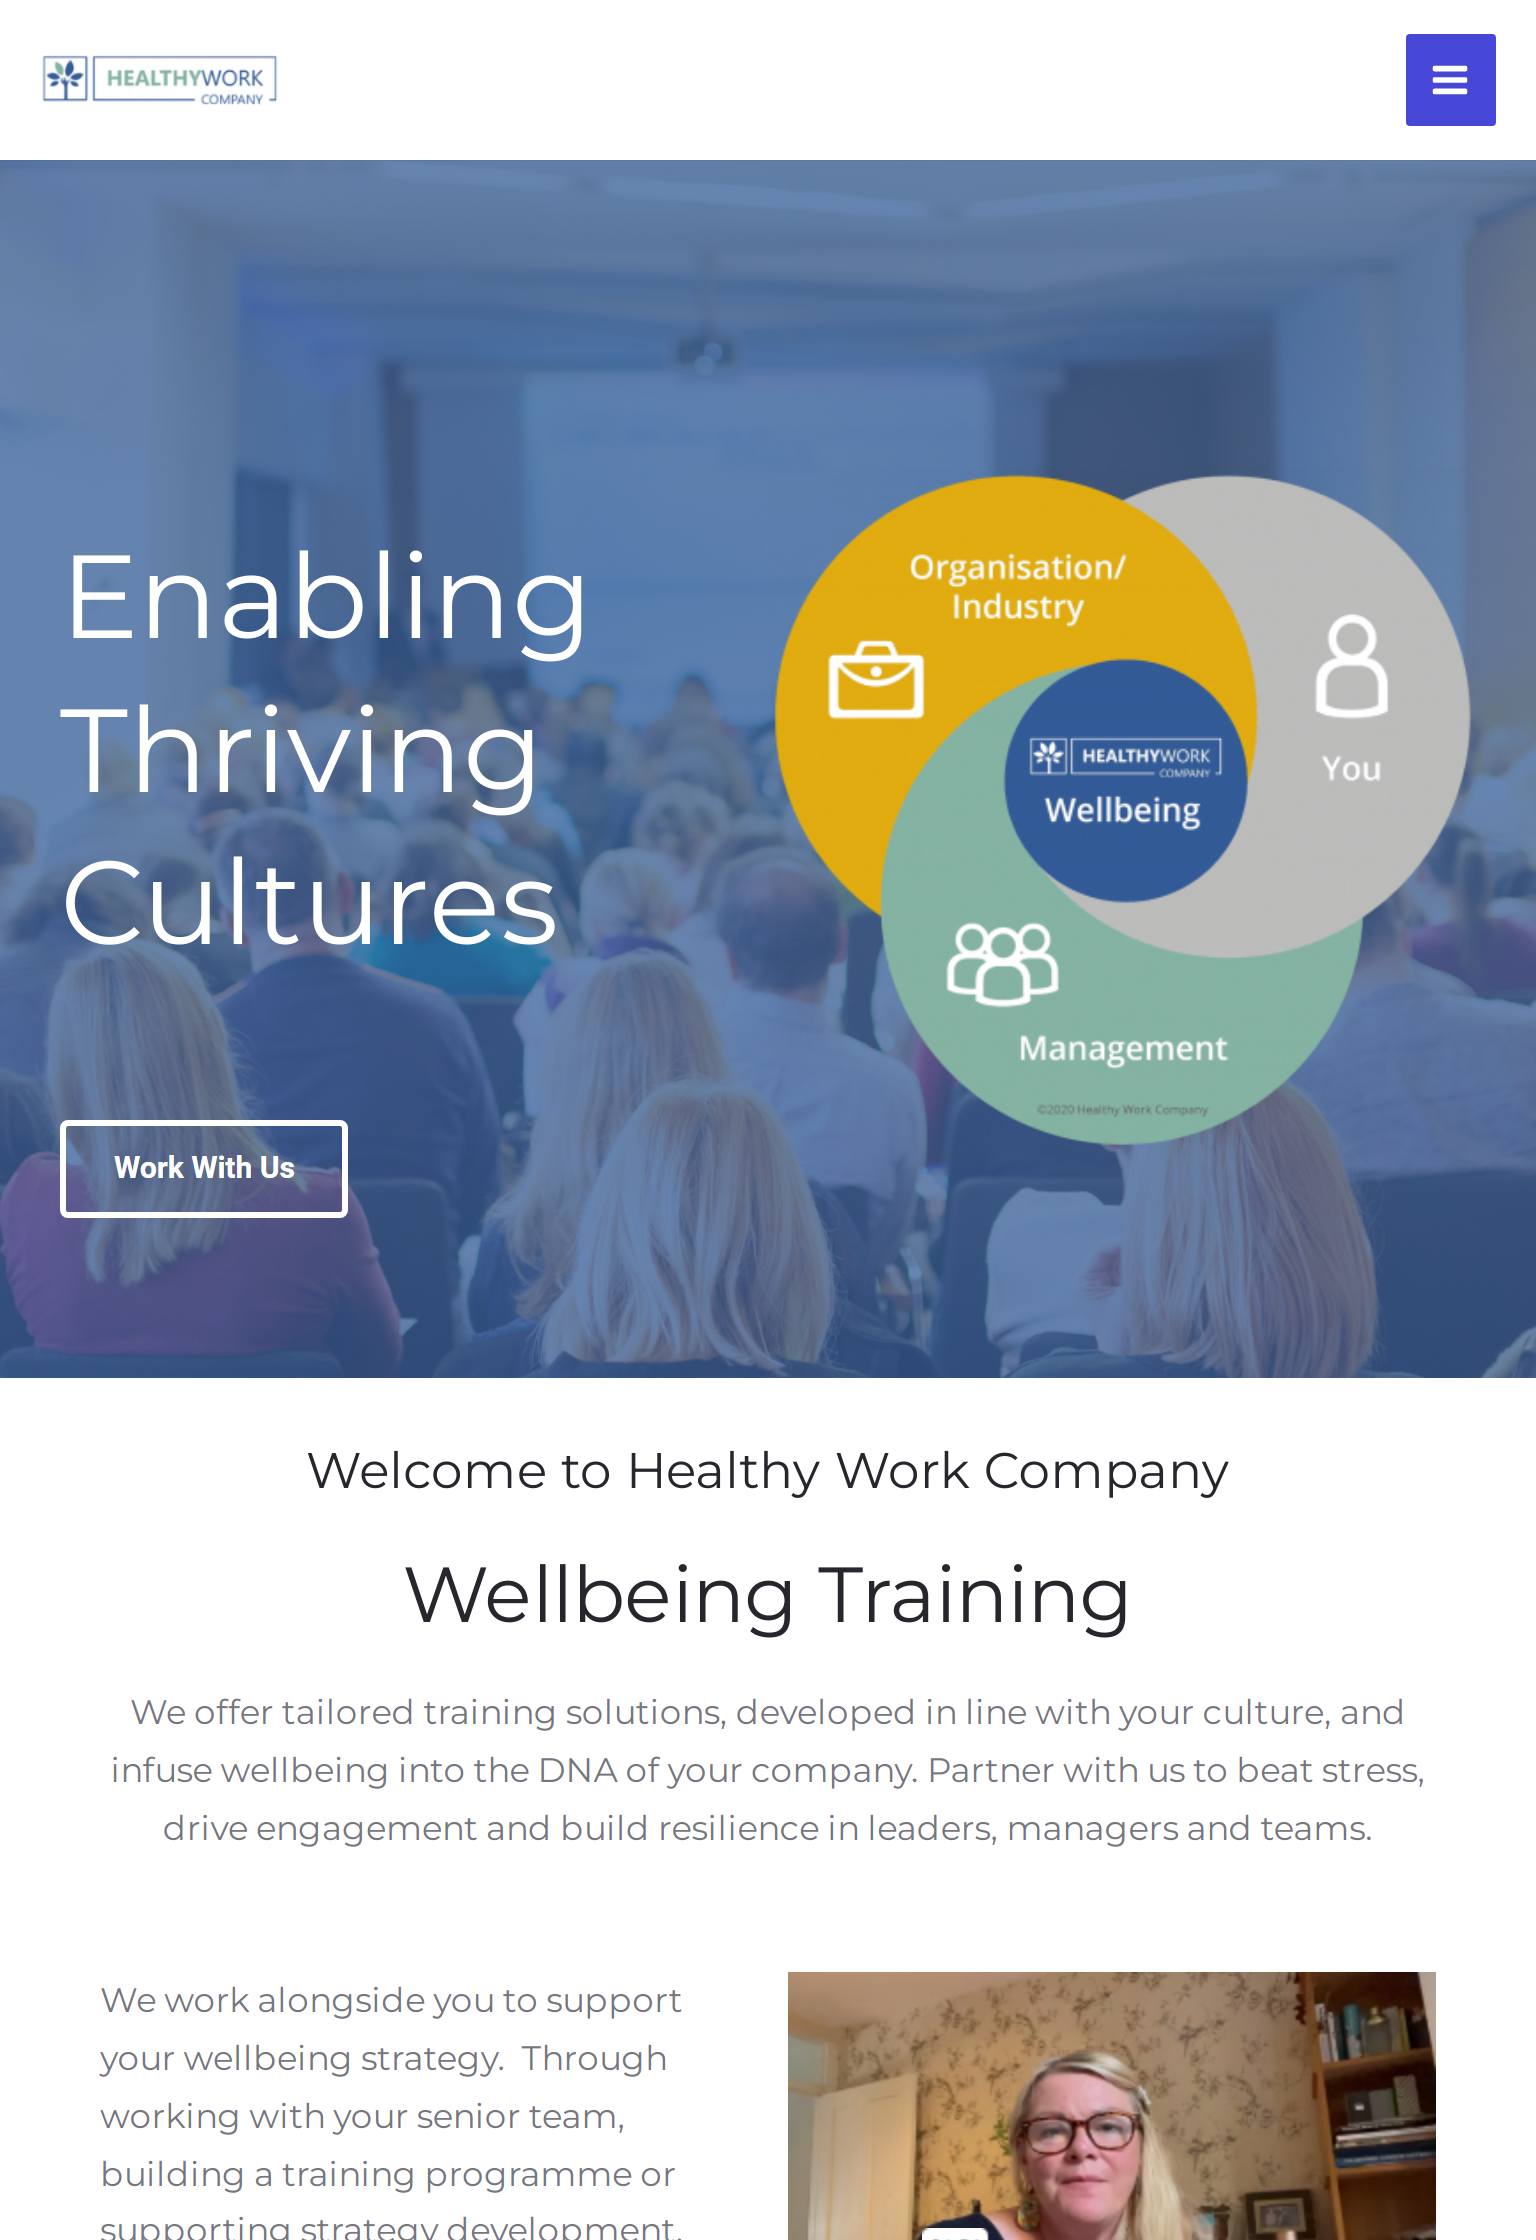 HEALTHYWORK
COMPANY
Enabling
Thriving
Cultures
Work With Us
Organisation/
Industry
You
HEALTHYWORK
COMPANY
Wellbeing
Management
©2020 Healthy Work Company
Welcome to Healthy Work Company
Wellbeing Training
We offer tailored training solutions, developed in line with your culture, and
infuse wellbeing into the DNA of your company. Partner with us to beat stress,
drive engagement and build resilience in leaders, managers and teams.
We work alongside you to support
your wellbeing strategy.  Through
working with your senior team,
building a training programme or
supporting strategy development,